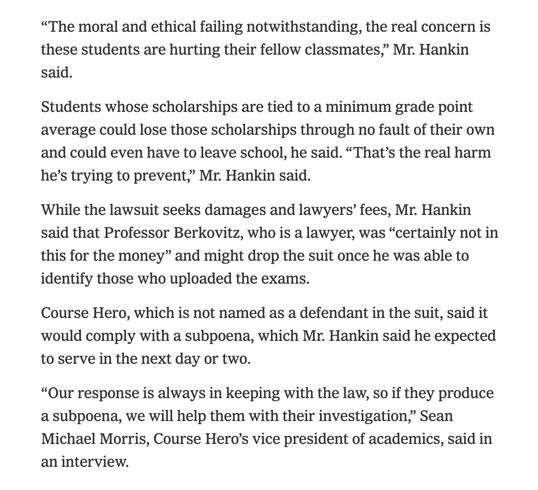 “The moral and ethical failing notwithstanding, the real concern is
these students are hurting their fellow classmates,” Mr. Hankin
said.
Students whose scholarships are tied to a minimum grade point
average could lose those scholarships through no fault of their own
and could even have to leave school, he said. “That’s the real harm
he’s trying to prevent,” Mr. Hankin said.
While the lawsuit seeks damages and lawyers’ fees, Mr. Hankin
said that Professor Berkovitz, who is a lawyer, was “certainly not in
this for the money” and might drop the suit once he was able to
identify those who uploaded the exams.
Course Hero, which is not named as a defendant in the suit, said it
would comply with a subpoena, which Mr. Hankin said he expected
to serve in the next day or two.
“Our response is always in keeping with the law, so if they produce
a subpoena, we will help them with their investigation,” Sean
Michael Morris, Course Hero’s vice president of academics, said in
an interview.